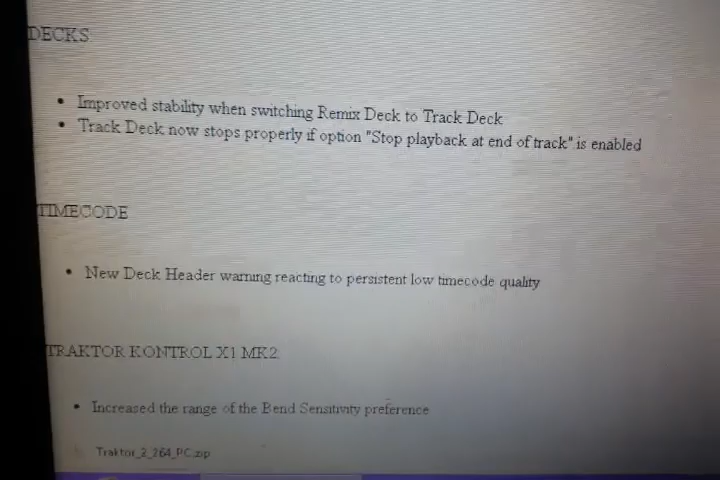 DECKS
• Improved stability when switching Remix Deck to Track Deck
• Track Deck now stops properly if option "Stop playback at end of track" is enabled
TIMECODE
• New Deck Header warning reacting to persistent low timecode quality
TRAKTOR KONTROL X1 MK2
• Increased the range of the Bend Sensitivity preference
Traktor_2_264_PC.zip